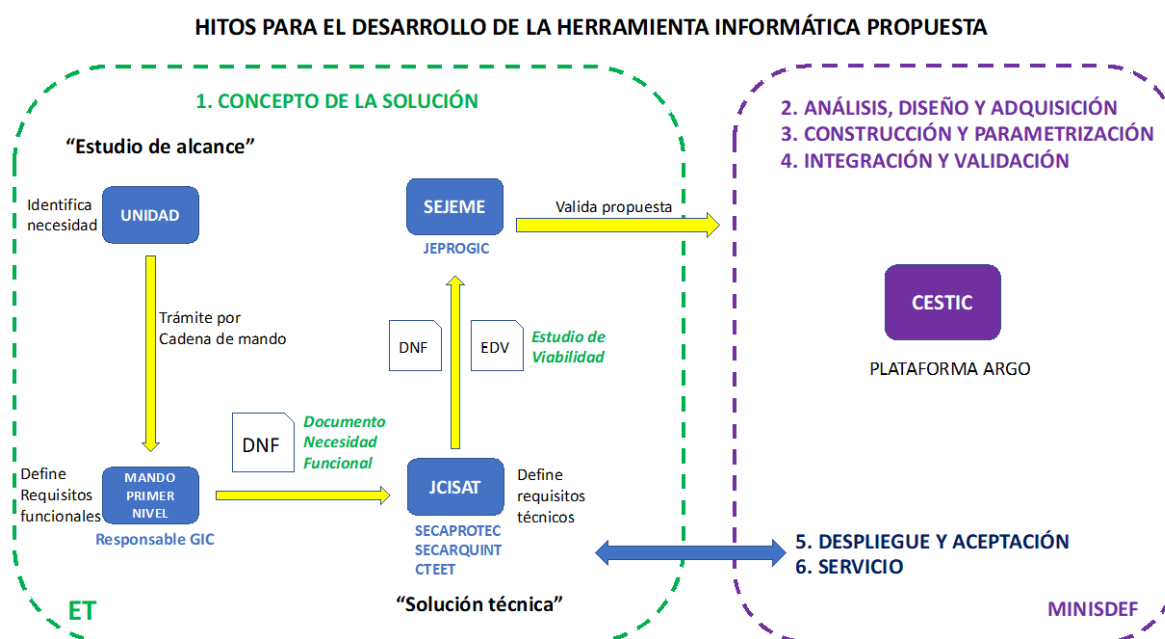 HITOS PARA EL DESARROLLO DE LA HERRAMIENTA INFORMÁTICA PROPUESTA
1. CONCEPTO DE LA SOLUCIÓN
“Estudio de alcance”
Identifica
necesidad
UNIDAD
SEJEME
JEPROGIC
Valida propuesta
Trámite por
Cadena de mando
DNF
EDV
Estudio de
Viabilidad
DNF
Documento
Necesidad
Funcional
Define
Requisitos
funcionales
MANDO
PRIMER
NIVEL
Responsable GIC
JCISAT
Define
requisitos
técnicos
SECAPROTEC
SECARQUINT
CTEET
“Solución técnica”
ET
2. ANÁLISIS, DISEÑO Y ADQUISICIÓN
3. CONSTRUCCIÓN Y PARAMETRIZACIÓN
4. INTEGRACIÓN Y VALIDACIÓN
CESTIC
PLATAFORMA ARGO
5. DESPLIEGUE Y ACEPTACIÓN
6. SERVICIO
MINISDEF